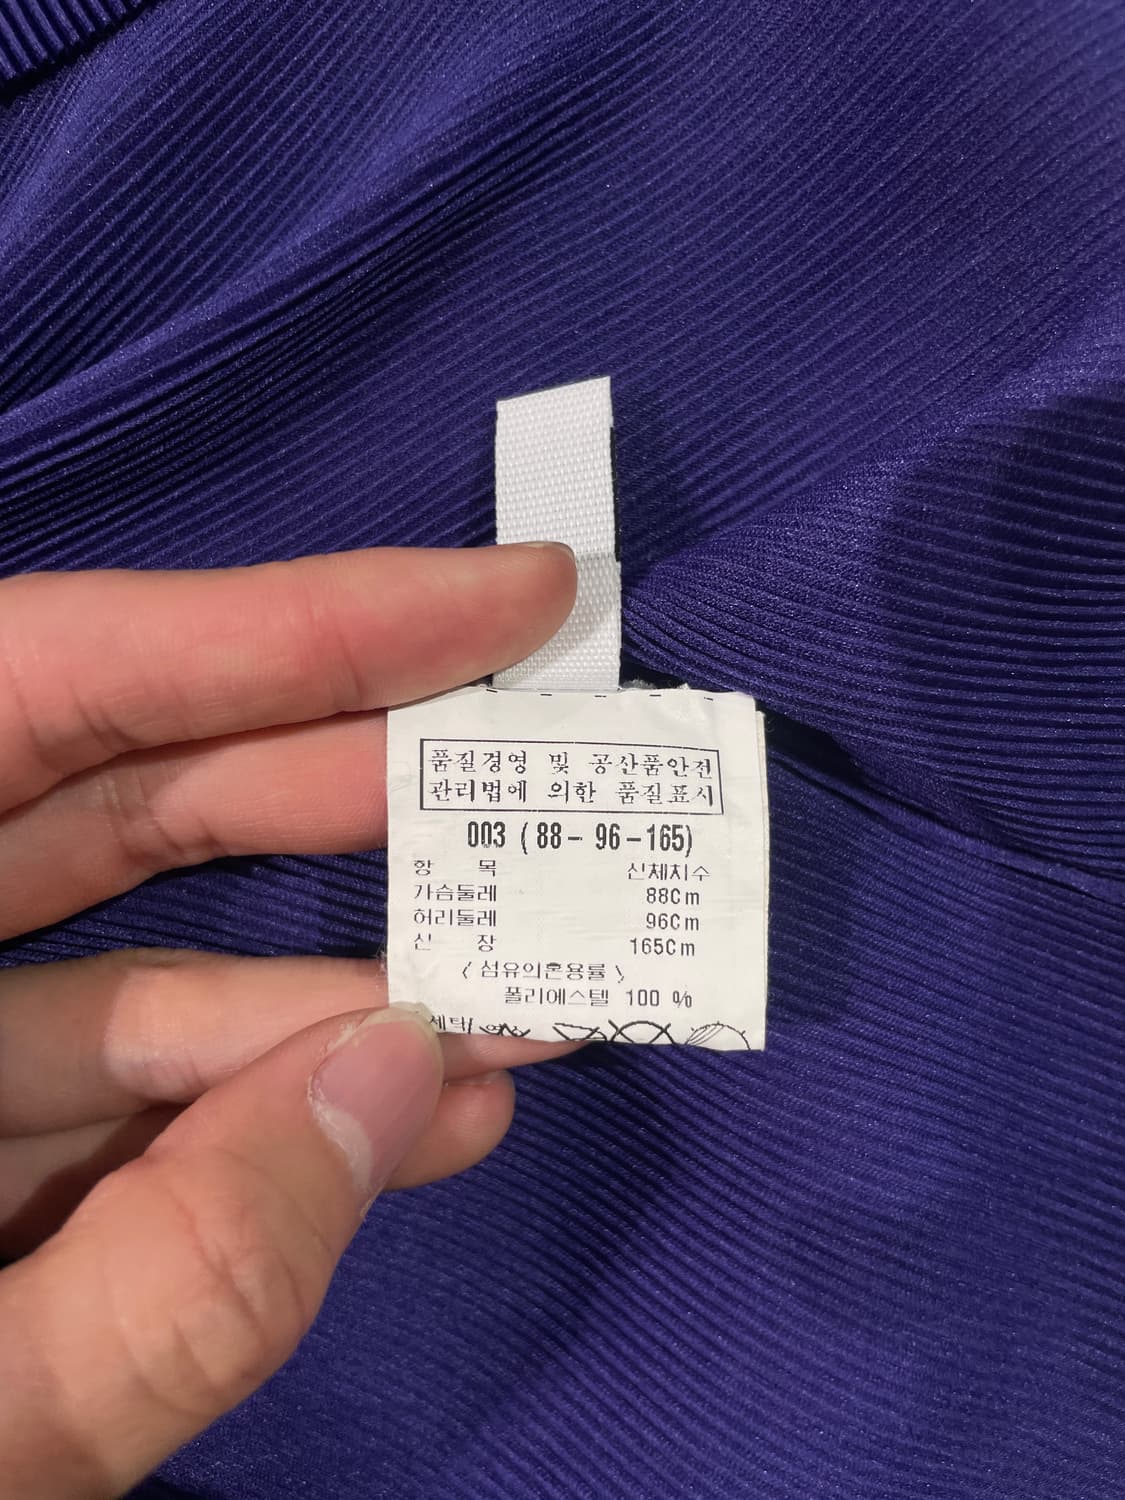 품질경영 및 공산품안전
관리법에 의한 품질표시
003 ( 88 – 96 – 165)
항 목 신체치수
가슴둘레 88Cm
허리둘레 96Cm
신 장 165Cm
〈 섬유의혼용률 〉
폴리에스텔 100 %
세탁